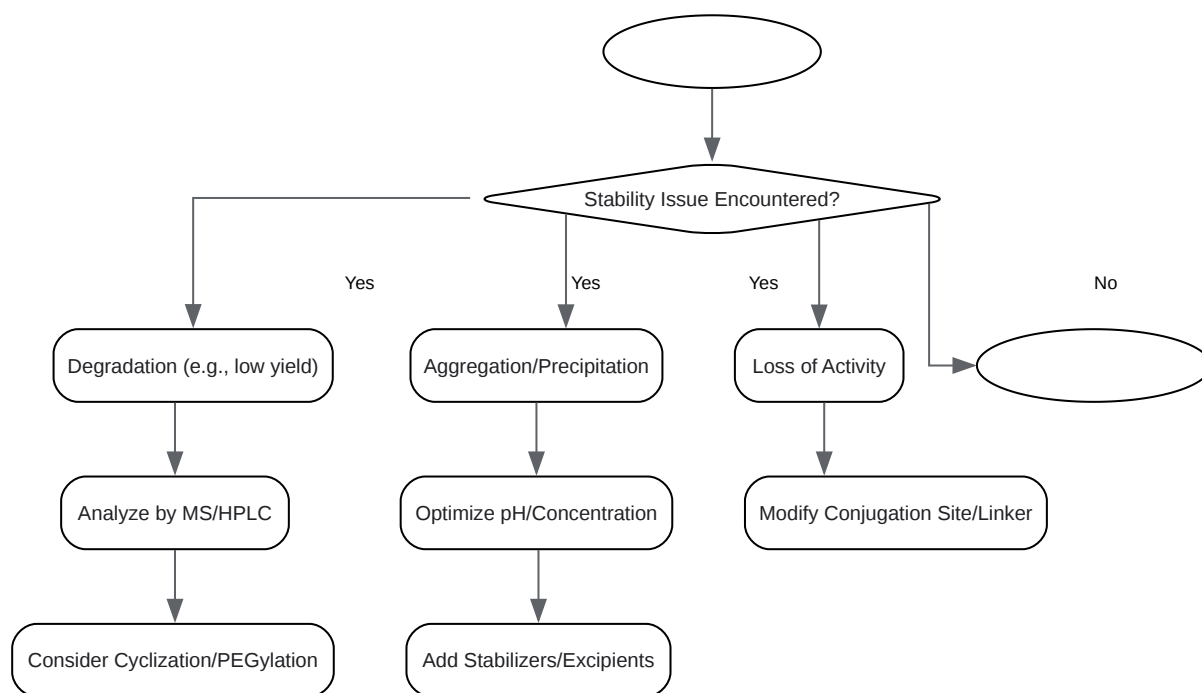 Stability Issue Encountered?
Yes
Yes
Yes
No
Degradation (e.g., low yield)
Aggregation/Precipitation
Loss of Activity
Analyze by MS/HPLC
Optimize pH/Concentration
Modify Conjugation Site/Linker
Consider Cyclization/PEGylation
Add Stabilizers/Excipients